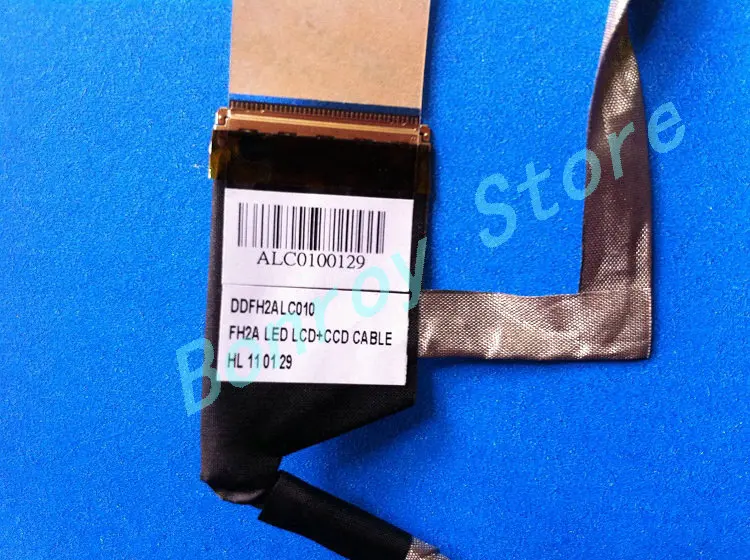 ALC0100129
DDFH2ALC010
FH2A LED LCD+CCD CABLE
HL 11 01 29
Bonroy Store